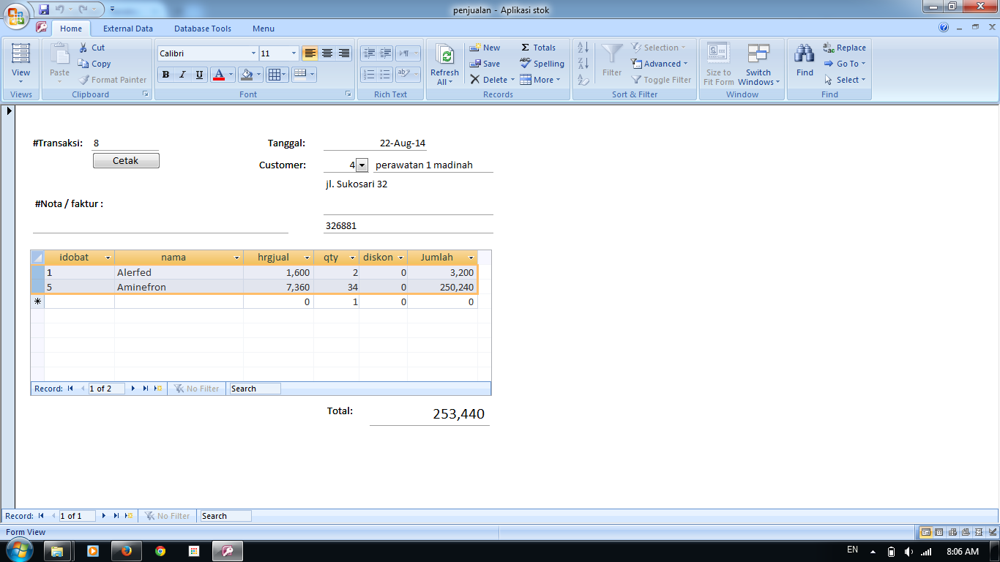 penjualan - Aplikasi stok
Home External Data Database Tools Menu
View
Views
Paste
Cut
Copy
Format Painter
Clipboard
Calibri 11
B I U A
Font
Rich Text
Refresh All
New
Save
Delete
Totals
Spelling
More
Records
Filter
Selection
Advanced
Toggle Filter
Sort & Filter
Size to Fit Form
Switch Windows
Window
Find
Replace
Go To
Select
Find
#Transaksi: 8 Tanggal: 22-Aug-14
Cetak Customer: 4 perawatan 1 madinah
jl. Sukosari 32
#Nota / faktur :
326881
idobat nama hrgjual qty diskon Jumlah
1 Alerfed 1,600 2 0 3,200
5 Aminefron 7,360 34 0 250,240
0 1 0 0
Record: 1 of 2 No Filter Search
Total: 253,440
Record: 1 of 1 No Filter Search
Form View
EN 8:06 AM